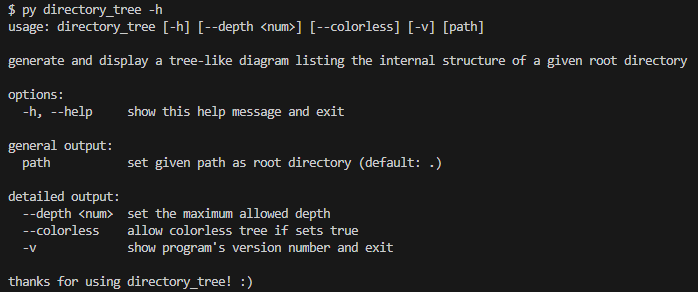 $ py directory_tree -h
usage: directory_tree [-h] [--depth <num>] [--colorless] [-v] [path]
generate and display a tree-like diagram listing the internal structure of a given root directory
options:
-h, --help     show this help message and exit
general output:
path           set given path as root directory (default: .)
detailed output:
--depth <num>  set the maximum allowed depth
--colorless    allow colorless tree if sets true
-v             show program's version number and exit
thanks for using directory_tree! :)